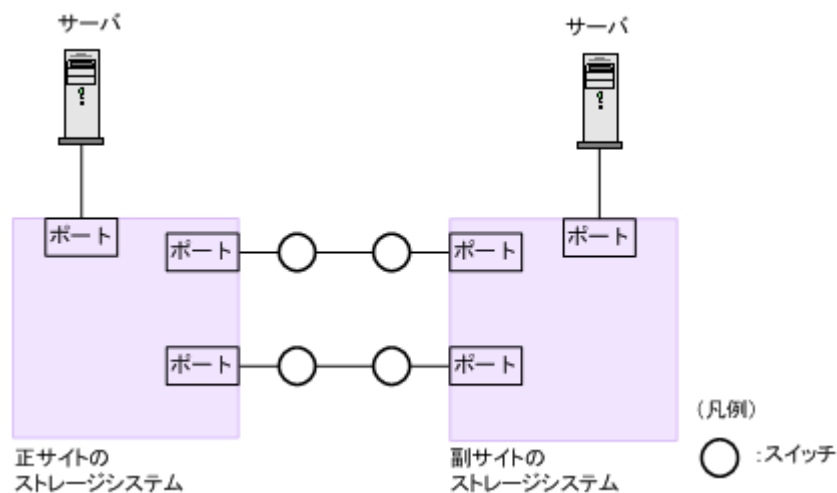 サーバ
サーバ
ポート
ポート
ポート
ポート
ポート
ポート
正サイトの
ストレージシステム
副サイトの
ストレージシステム
(凡例)
:スイッチ